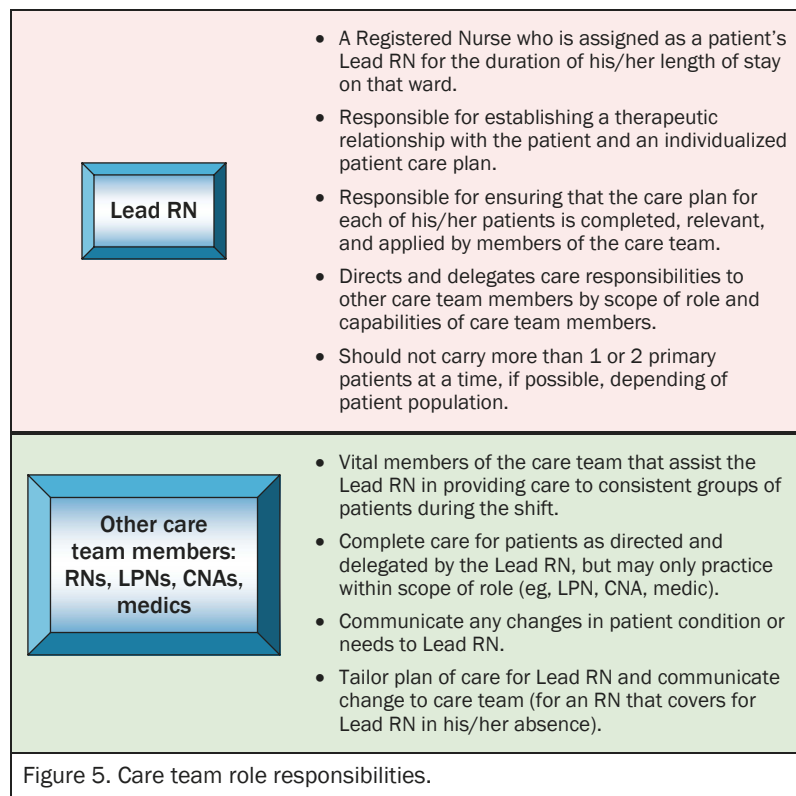 Lead RN
• A Registered Nurse who is assigned as a patient's
Lead RN for the duration of his/her length of stay
on that ward.
• Responsible for establishing a therapeutic
relationship with the patient and an individualized
patient care plan.
• Responsible for ensuring that the care plan for
each of his/her patients is completed, relevant,
and applied by members of the care team.
• Directs and delegates care responsibilities to
other care team members by scope of role and
capabilities of care team members.
• Should not carry more than 1 or 2 primary
patients at a time, if possible, depending of
patient population.
Other care
team members:
RNs, LPNs, CNAs,
medics
• Vital members of the care team that assist the
Lead RN in providing care to consistent groups of
patients during the shift.
• Complete care for patients as directed and
delegated by the Lead RN, but may only practice
within scope of role (eg, LPN, CNA, medic).
• Communicate any changes in patient condition or
needs to Lead RN.
• Tailor plan of care for Lead RN and communicate
change to care team (for an RN that covers for
Lead RN in his/her absence).
Figure 5. Care team role responsibilities.